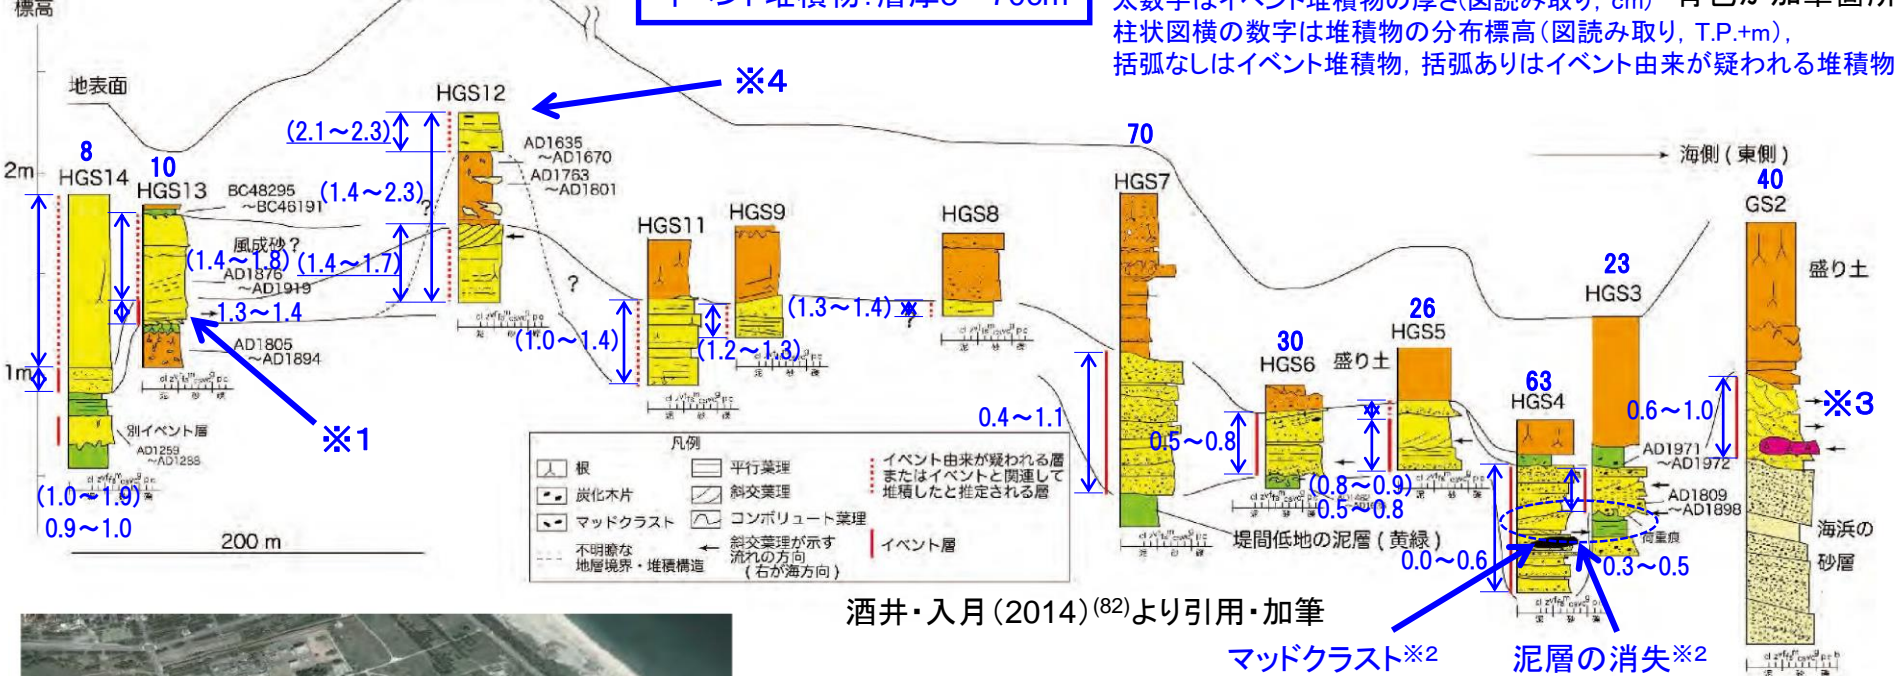 標高
イベント堆積物:層厚8～70cm
太数字はイベント堆積物の厚さ(図読み取り, cm)
柱状図横の数字は堆積物の分布標高(図読み取り, T.P.+m),
括弧なしはイベント堆積物, 括弧ありはイベント由来が疑われる堆積物
地表面
※4
HGS12
(2.1～2.3)
AD1635
～AD1670
AD1763
～AD1801
(1.4～2.3)
?
(1.4～1.7)
2m
1m
8
HGS14
10
HGS13
BC48295
～BC46191
風成砂?
(1.4～1.8)
AD1876
～AD1919
1.3～1.4
AD1805
～AD1894
※1
別イベント層
AD1259
～AD1288
(1.0～1.9)
0.9～1.0
200 m
HGS11
(1.0～1.4)
?
HGS9
(1.2～1.3)
HGS8
(1.3～1.4)
?
70
HGS7
0.4～1.1
堤間低地の泥層(黄緑)
海側(東側)
30
HGS6
0.5～0.8
盛り土
26
HGS5
(0.8～0.9)
0.5～0.8
63
HGS4
0.0～0.6
23
HGS3
AD1971
～AD1972
AD1809
～AD1898
荷重痕
0.3～0.5
40
GS2
盛り土
0.6～1.0
※3
海浜の
砂層
凡例
根
炭化木片
マッドクラスト
不明瞭な
地層境界・堆積構造
平行葉理
斜交葉理
コンボリュート葉理
斜交葉理が示す
流れの方向
(右が海方向)
イベント由来が疑われる層
またはイベントと関連して
堆積したと推定される層
イベント層
酒井・入月(2014)(82)より引用・加筆
マッドクラスト※2
泥層の消失※2